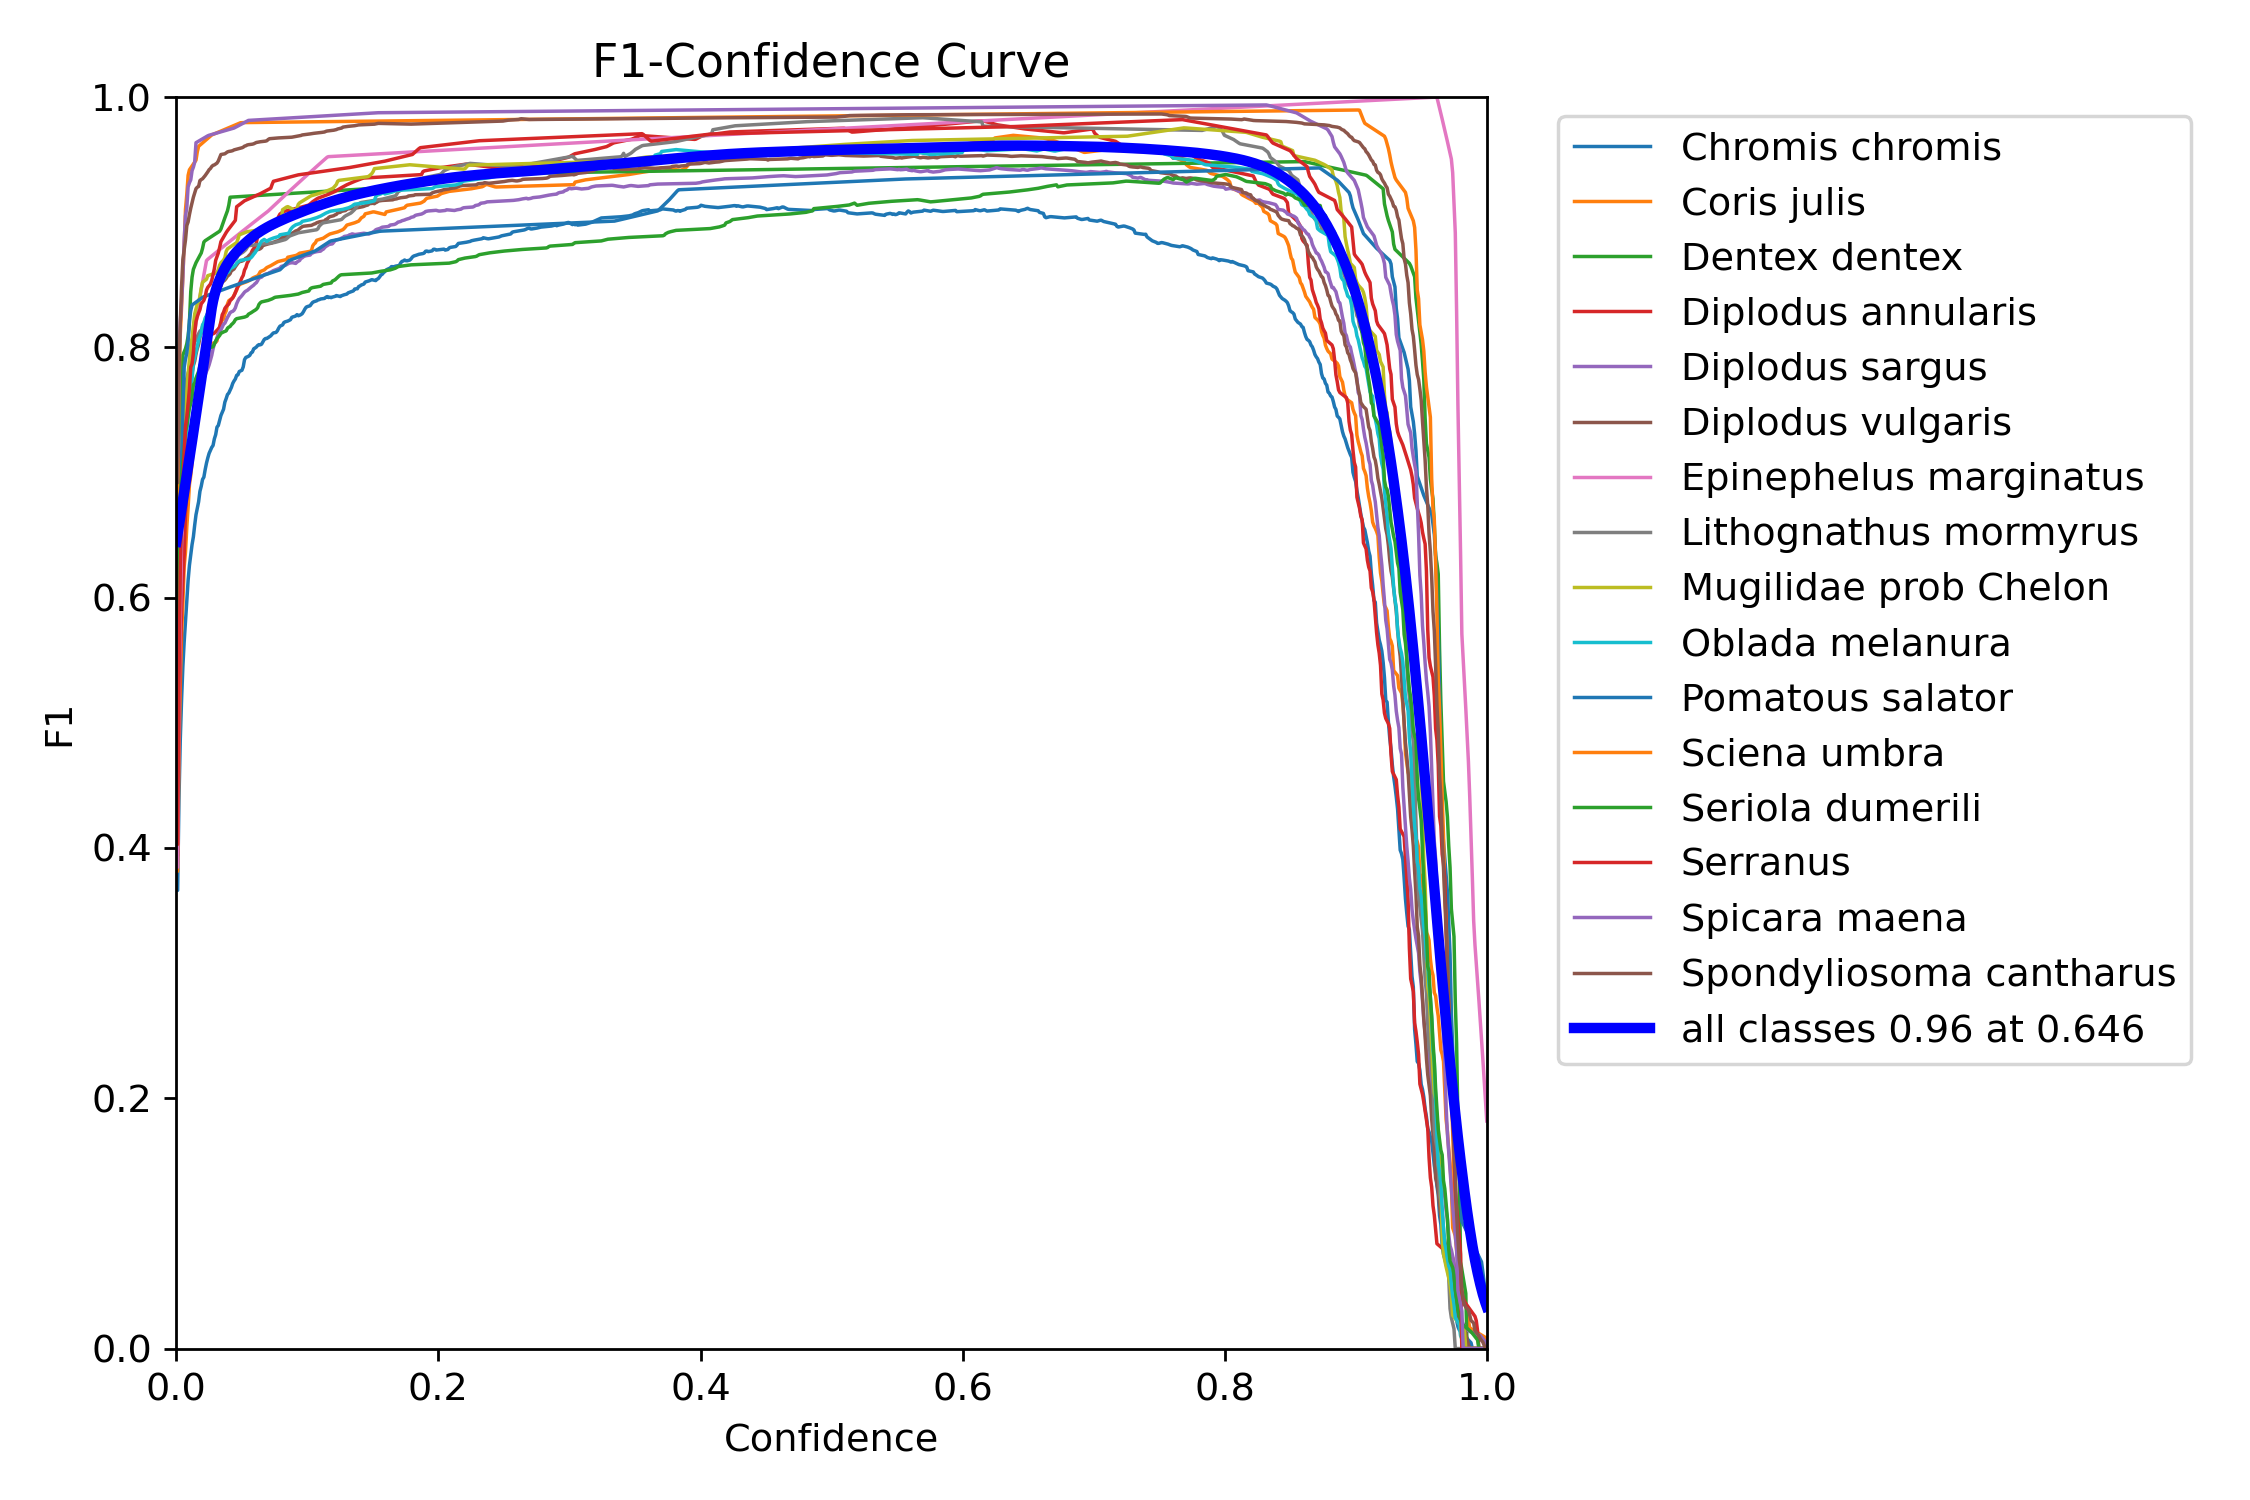 F1-Confidence Curve
1.0
0.8
0.6
0.4
0.2
0.0
F1
0.0 0.2 0.4 0.6 0.8 1.0
Confidence
Chromis chromis
Coris julis
Dentex dentex
Diplodus annularis
Diplodus sargus
Diplodus vulgaris
Epinephelus marginatus
Lithognathus mormyrus
Mugilidae prob Chelon
Oblada melanura
Pomatous salator
Sciena umbra
Seriola dumerili
Serranus
Spicara maena
Spondyliosoma cantharus
all classes 0.96 at 0.646